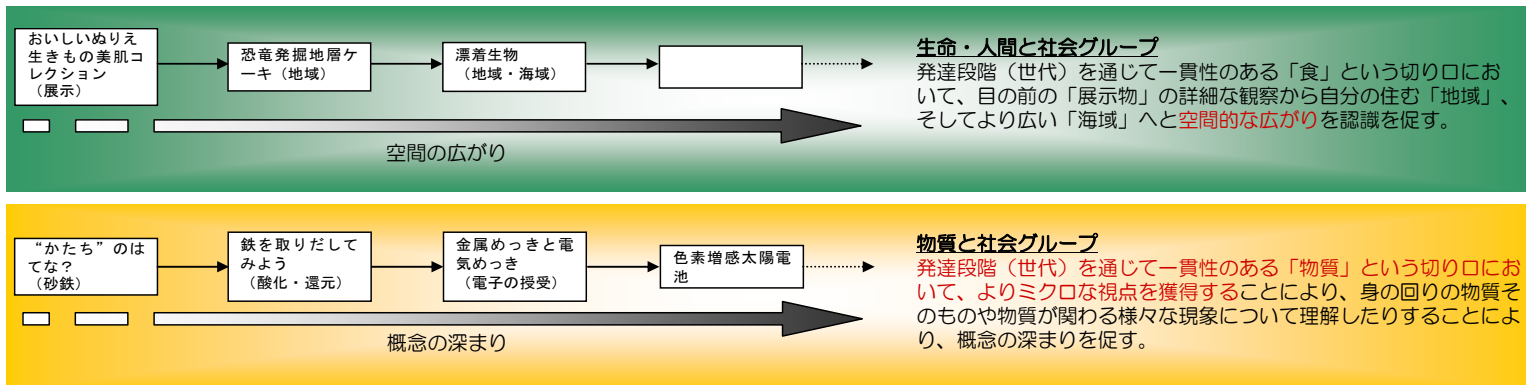 おいしいぬりえ
生きもの美肌コ
レクション
（展示）
恐竜発掘地層ケ
ーキ（地域）
漂着生物
（地域・海域）
空間の広がり
生命・人間と社会グループ
発達段階（世代）を通じて一貫性のある「食」という切り口にお
いて、目の前の「展示物」の詳細な観察から自分の住む「地域」、
そしてより広い「海域」へと空間的な広がりを認識を促す。
“かたち”のは
てな？
（砂鉄）
鉄を取りだして
みよう
（酸化・還元）
金属めっきと電
気めっき
（電子の授受）
色素増感太陽電
池
概念の深まり
物質と社会グループ
発達段階（世代）を通じて一貫性のある「物質」という切り口にお
いて、よりミクロな視点を獲得することにより、身の回りの物質そ
のものや物質が関わる様々な現象について理解したりすることによ
り、概念の深まりを促す。